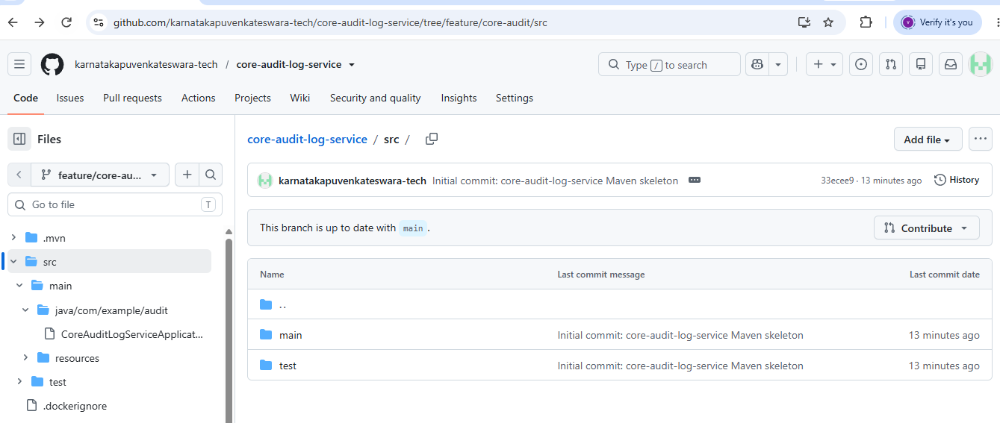 github.com/karnatakapuvenkateswara-tech/core-audit-log-service/tree/feature/core-audit/src
V Verify it's you
karnatakapuvenkateswara-tech / core-audit-log-service
Type / to search
Code Issues Pull requests Actions Projects Wiki Security and quality Insights Settings
Files
feature/core-au...
Go to file T
.mvn
src
main
java/com/example/audit
CoreAuditLogServiceApplicat...
resources
test
.dockerignore
core-audit-log-service / src /
Add file
karnatakapuvenkateswara-tech Initial commit: core-audit-log-service Maven skeleton 33ecee9 · 13 minutes ago History
This branch is up to date with main .
Contribute
Name Last commit message Last commit date
..
main Initial commit: core-audit-log-service Maven skeleton 13 minutes ago
test Initial commit: core-audit-log-service Maven skeleton 13 minutes ago